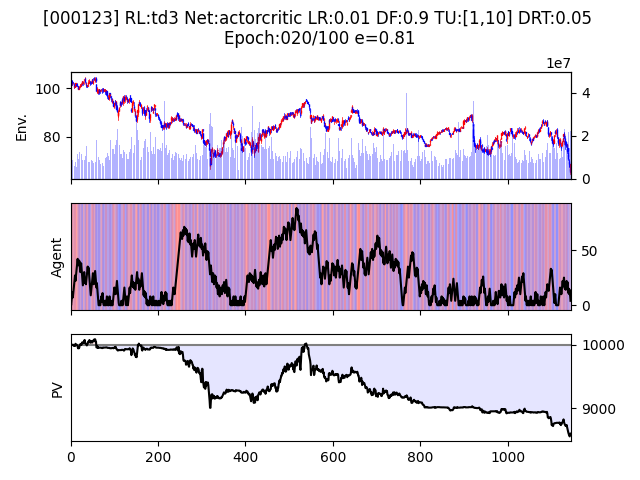 [000123] RL:td3 Net:actorcritic LR:0.01 DF:0.9 TU:[1,10] DRT:0.05
Epoch:020/100 e=0.81
1e7
100
80
Env.
4
2
0
Agent
50
0
PV
10000
9000
0
200
400
600
800
1000